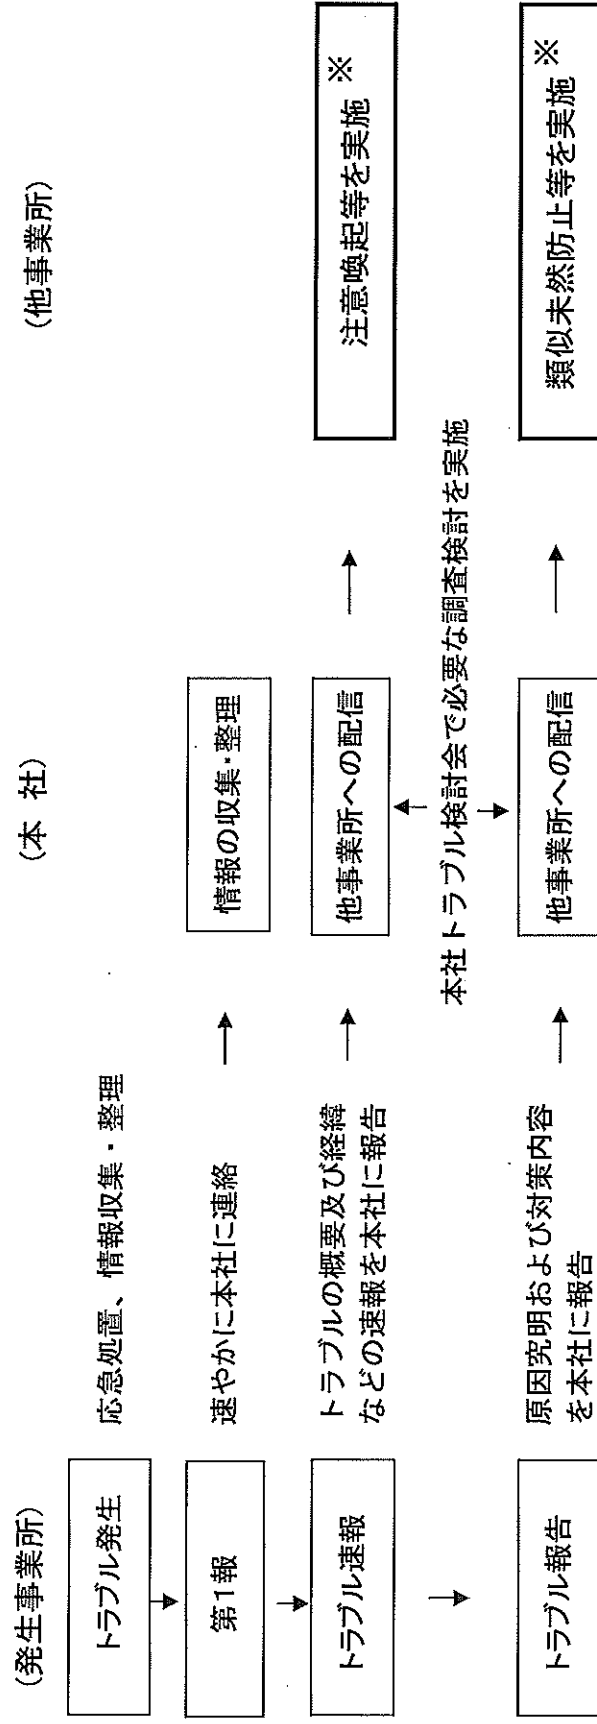 (発生事業所)
(本 社)
(他事業所)
トラブル発生
応急処置、情報収集・整理
第1報
速やかに本社に連絡
情報の収集・整理
トラブル速報
トラブルの概要及び経緯
などの速報を本社に報告
他事業所への配信
注意喚起等を実施 ※
本社トラブル検討会で必要な調査検討を実施
トラブル報告
原因究明および対策内容
を本社に報告
他事業所への配信
類似未然防止等を実施 ※